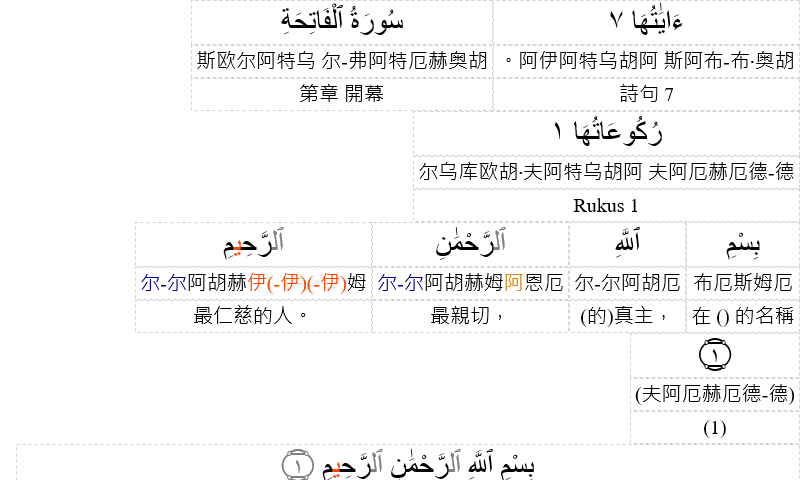 سُورَةُ ٱلْفَاتِحَةِ ءَايَٰتُهَا ٧
斯欧尔阿特乌 尔-弗阿特厄赫奥胡 阿伊阿特乌胡阿 斯阿布-布·奥胡。
第章 開幕 詩句 7
رُكُوعَاتُهَا ١
尔乌库欧胡·夫阿特乌胡阿 夫阿厄赫厄德-德
Rukus 1
بِسْمِ ٱللَّهِ ٱلرَّحْمَٰنِ ٱلرَّحِيمِ
布厄斯姆厄 尔-尔阿胡厄 尔-尔阿胡赫姆阿恩厄 尔-尔阿胡赫伊(-伊)(-伊)姆
在 () 的名稱 (的)真主， 最親切， 最仁慈的人。
١
(夫阿厄赫厄德-德)
(1)
بِسْمِ ٱللَّهِ ٱلرَّحْمَٰنِ ٱلرَّحِيمِ ١